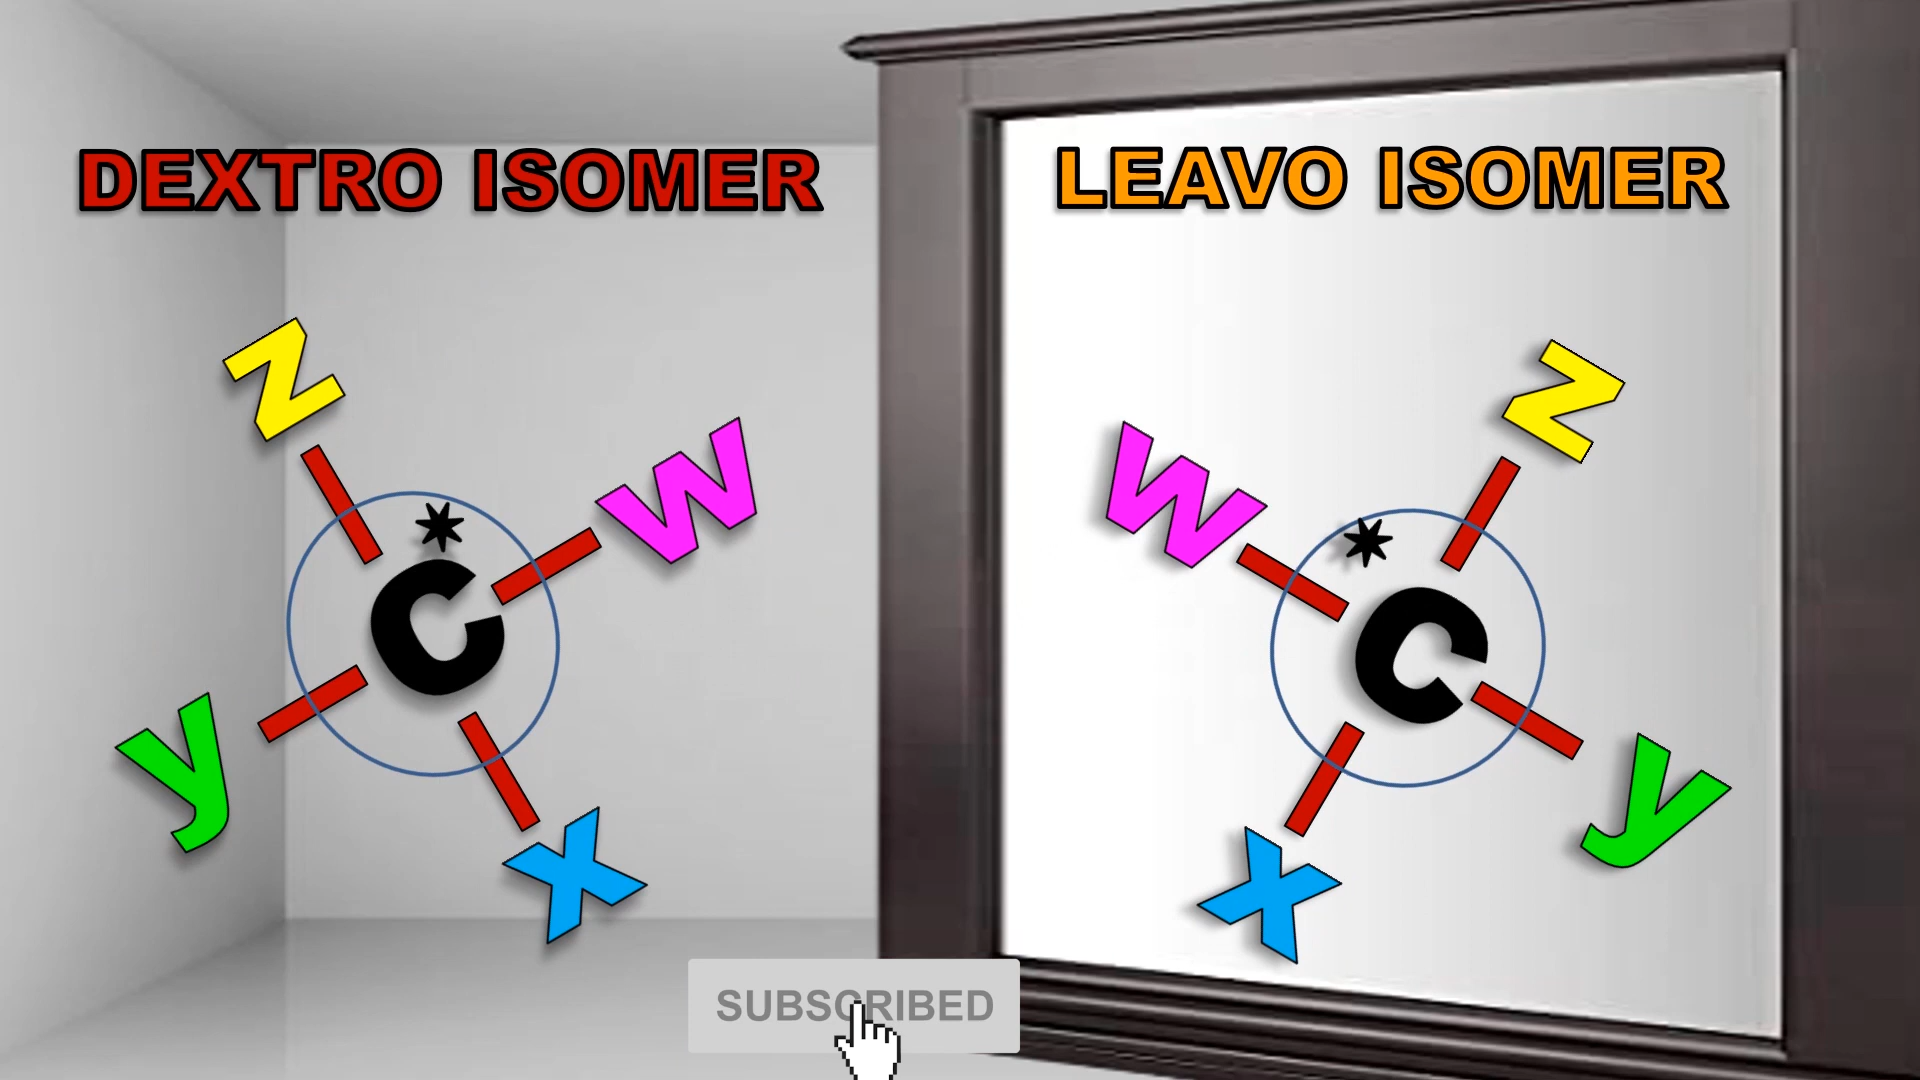 DEXTRO ISOMER
LEAVO ISOMER
z
w
*
C
y
x
z
w
*
C
y
x
SUBSCRIBED